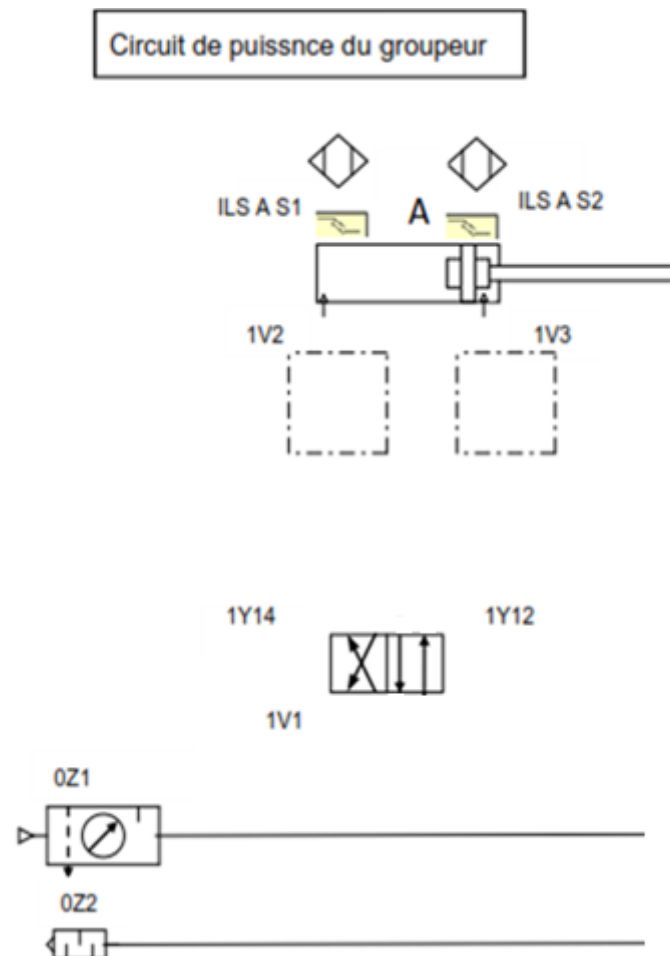 Circuit de puissnce du groupeur
ILS A S1
A
ILS A S2
1V2
1V3
1Y14
1Y12
1V1
0Z1
0Z2